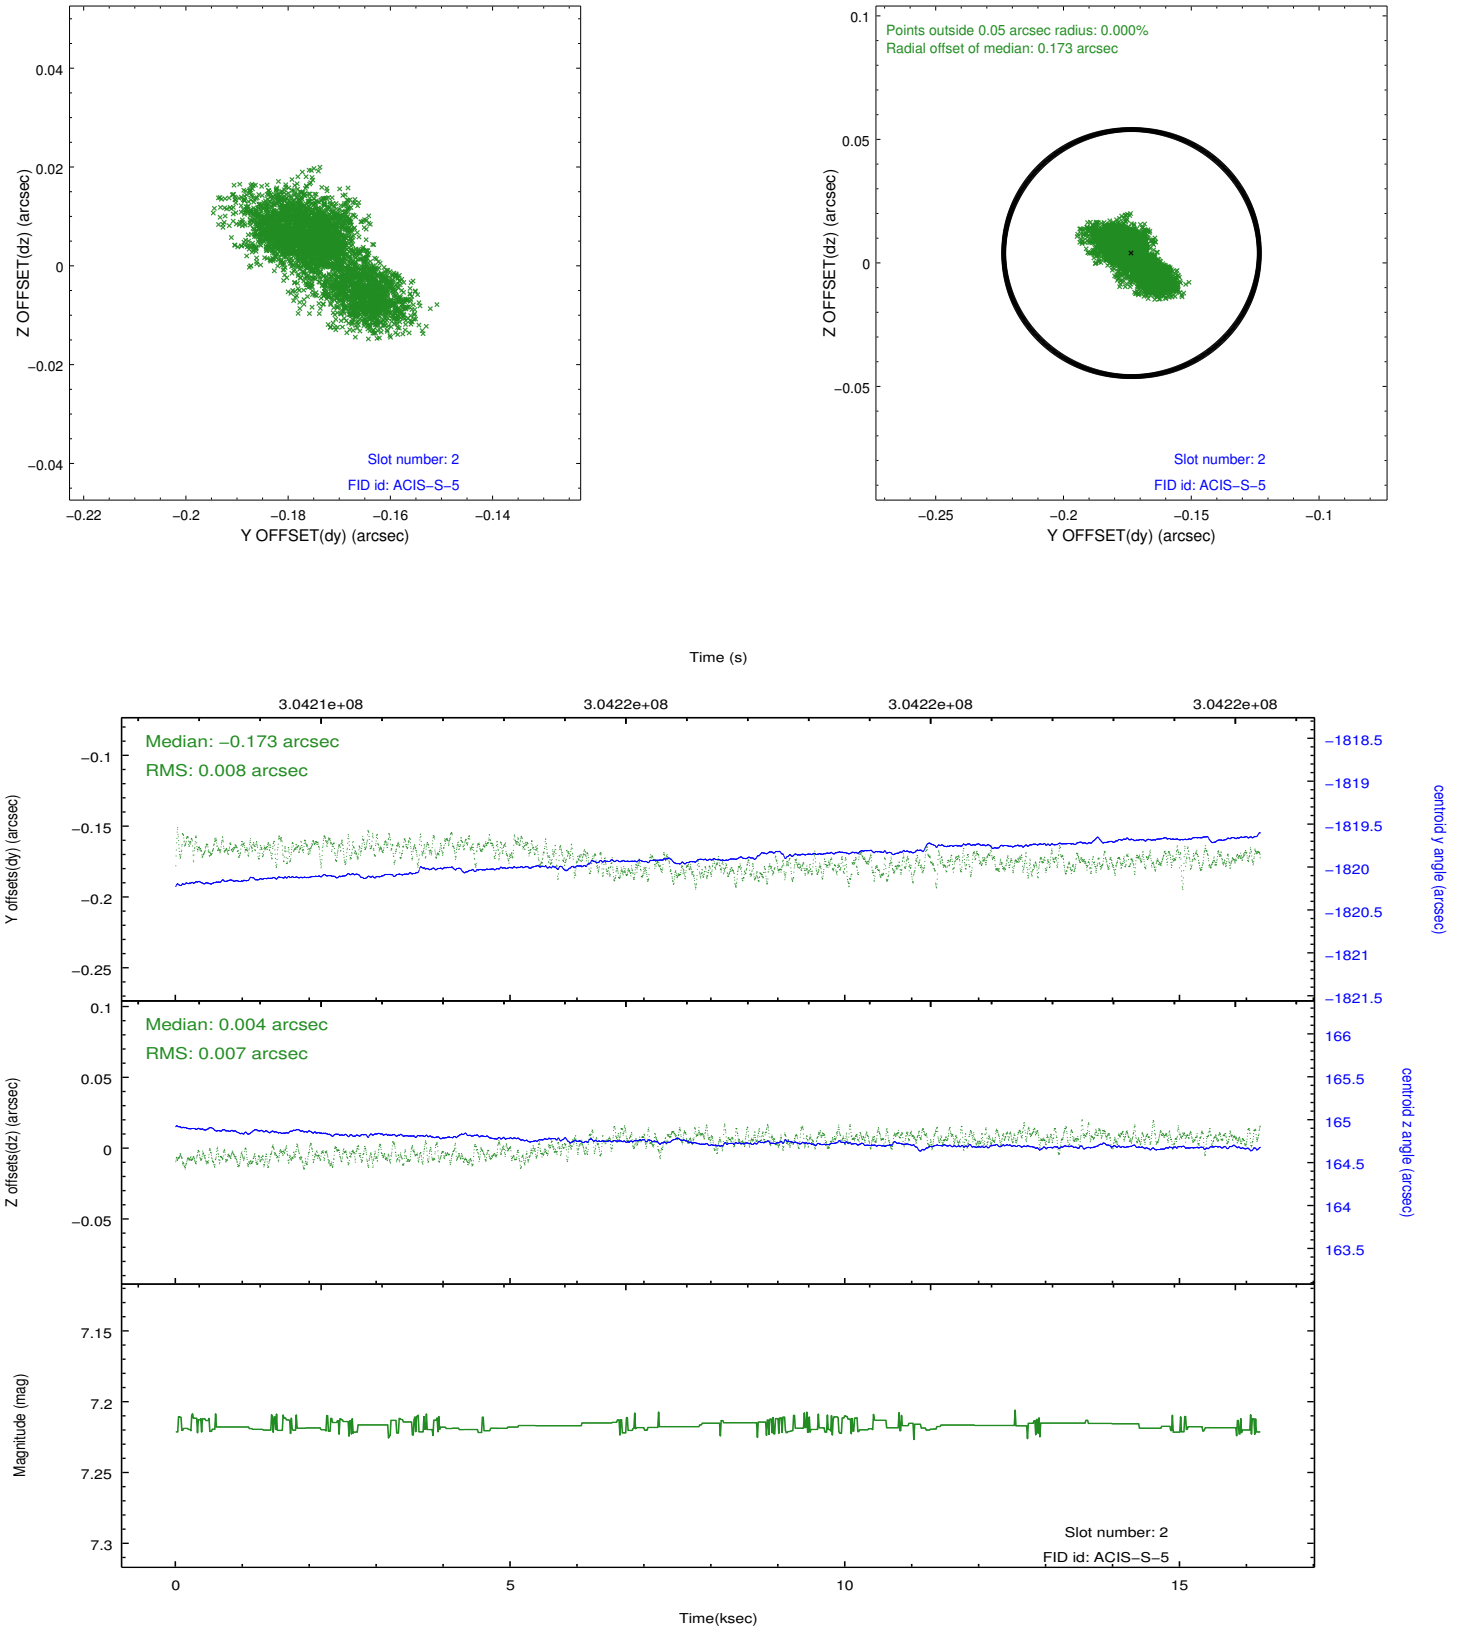 0.04
0.02
0
−0.02
−0.04
Z OFFSET(dz) (arcsec)
Slot number: 2
FID id: ACIS−S−5
−0.22
−0.2
−0.18
−0.16
−0.14
Y OFFSET(dy) (arcsec)
0.1
0.05
0
−0.05
Z OFFSET(dz) (arcsec)
Points outside 0.05 arcsec radius: 0.000%
Radial offset of median: 0.173 arcsec
Slot number: 2
FID id: ACIS−S−5
−0.25
−0.2
−0.15
−0.1
Y OFFSET(dy) (arcsec)
Time (s)
3.0421e+08
3.0422e+08
3.0422e+08
3.0422e+08
Median: −0.173 arcsec
RMS: 0.008 arcsec
−0.1
−0.15
−0.2
−0.25
Y offsets(dy) (arcsec)
−1818.5
−1819
−1819.5
−1820
−1820.5
−1821
−1821.5
centroid y angle (arcsec)
Median: 0.004 arcsec
RMS: 0.007 arcsec
0.1
0.05
0
−0.05
Z offsets(dz) (arcsec)
166
165.5
165
164.5
164
163.5
centroid z angle (arcsec)
7.15
7.2
7.25
7.3
Magnitude (mag)
Slot number: 2
FID id: ACIS−S−5
0
5
10
15
Time(ksec)